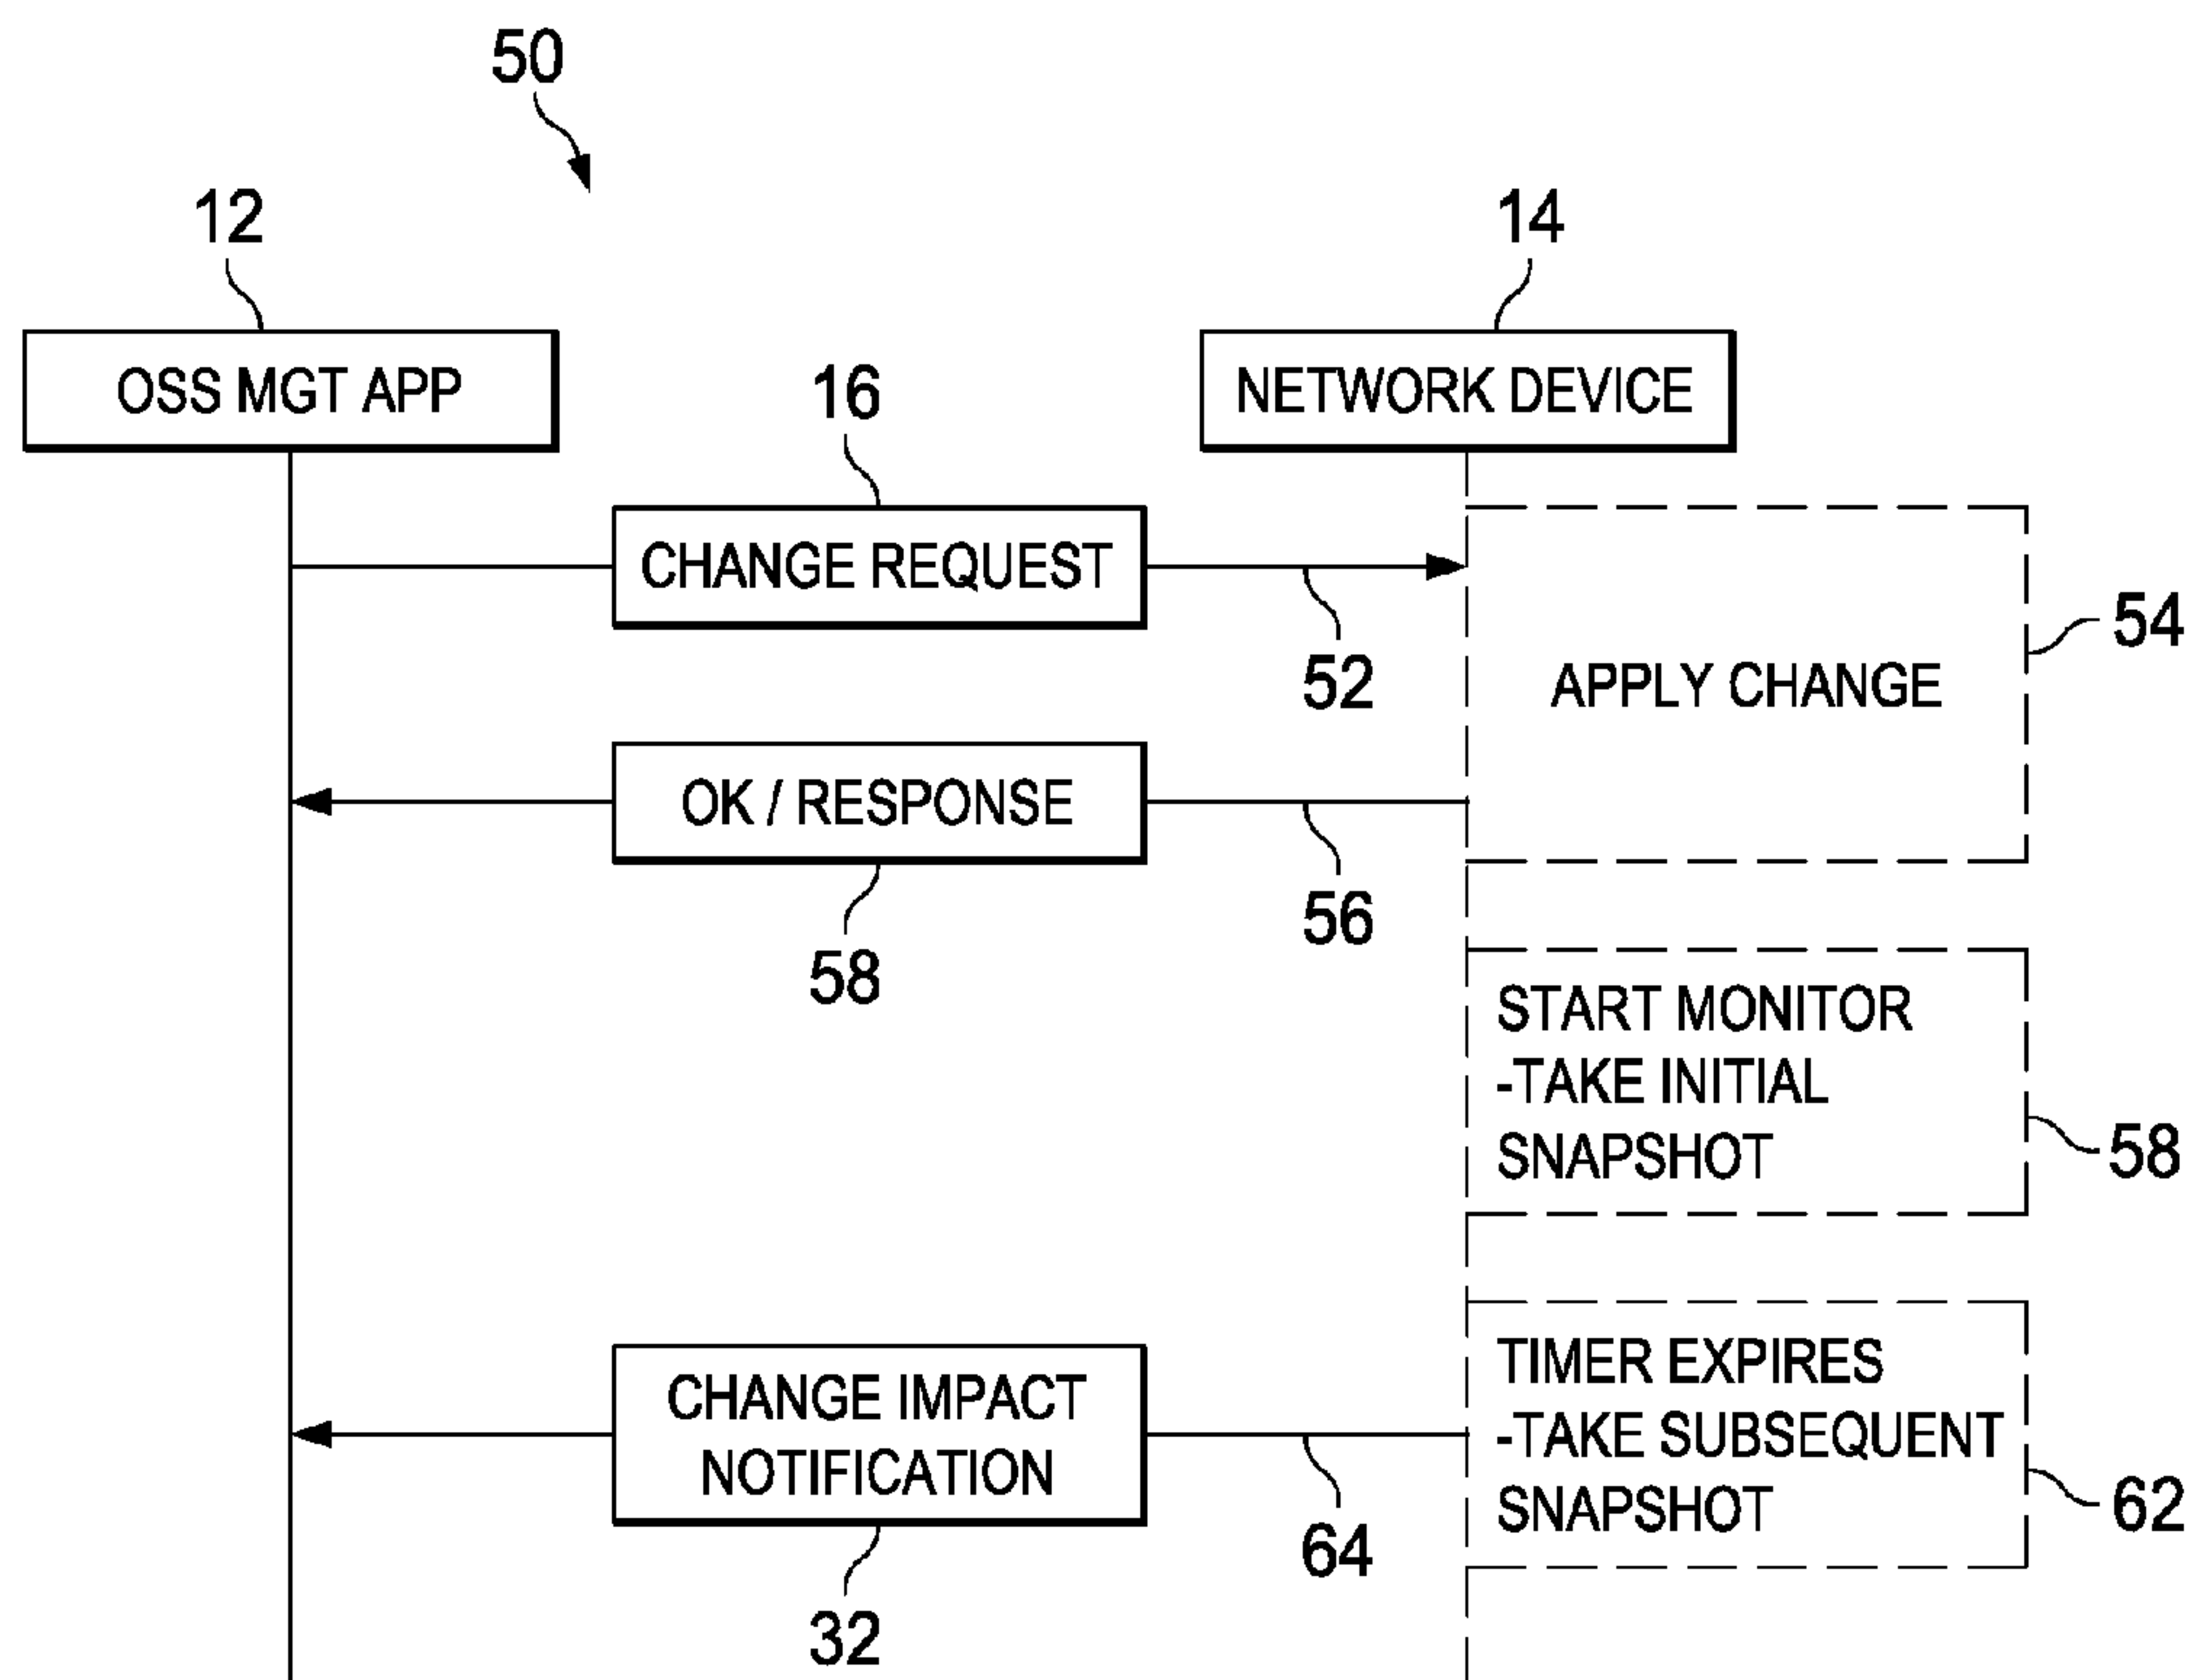 50
12
14
OSS MGT APP
NETWORK DEVICE
16
CHANGE REQUEST
52
54
APPLY CHANGE
OK / RESPONSE
56
58
START MONITOR
-TAKE INITIAL
SNAPSHOT
58
TIMER EXPIRES
-TAKE SUBSEQUENT
SNAPSHOT
62
CHANGE IMPACT
NOTIFICATION
64
32